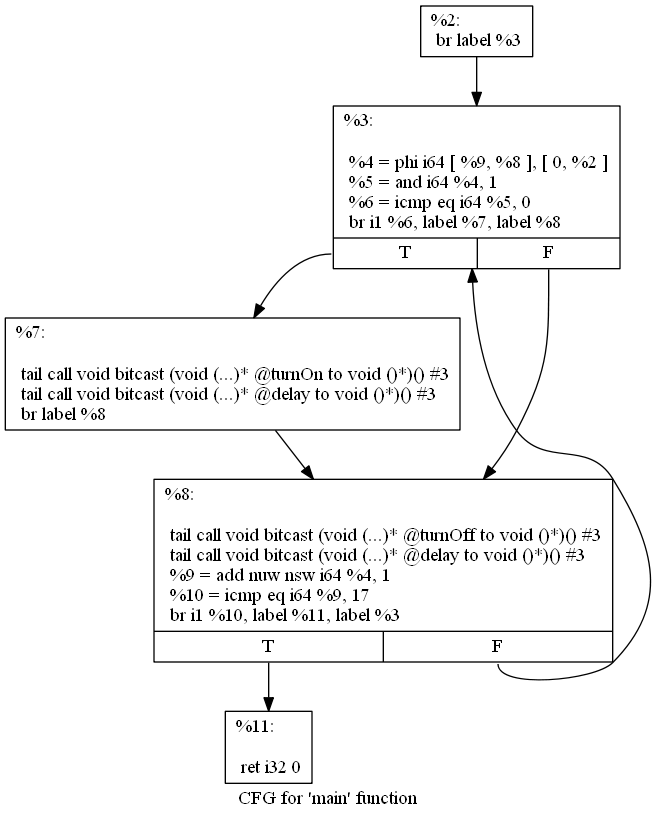 %2:
br label %3
%3:
%4 = phi i64 [ %9, %8 ], [ 0, %2 ]
%5 = and i64 %4, 1
%6 = icmp eq i64 %5, 0
br i1 %6, label %7, label %8
T F
%7:
tail call void bitcast (void (...)* @turnOn to void ()*)() #3
tail call void bitcast (void (...)* @delay to void ()*)() #3
br label %8
%8:
tail call void bitcast (void (...)* @turnOff to void ()*)() #3
tail call void bitcast (void (...)* @delay to void ()*)() #3
%9 = add nuw nsw i64 %4, 1
%10 = icmp eq i64 %9, 17
br i1 %10, label %11, label %3
T F
%11:
ret i32 0
CFG for 'main' function